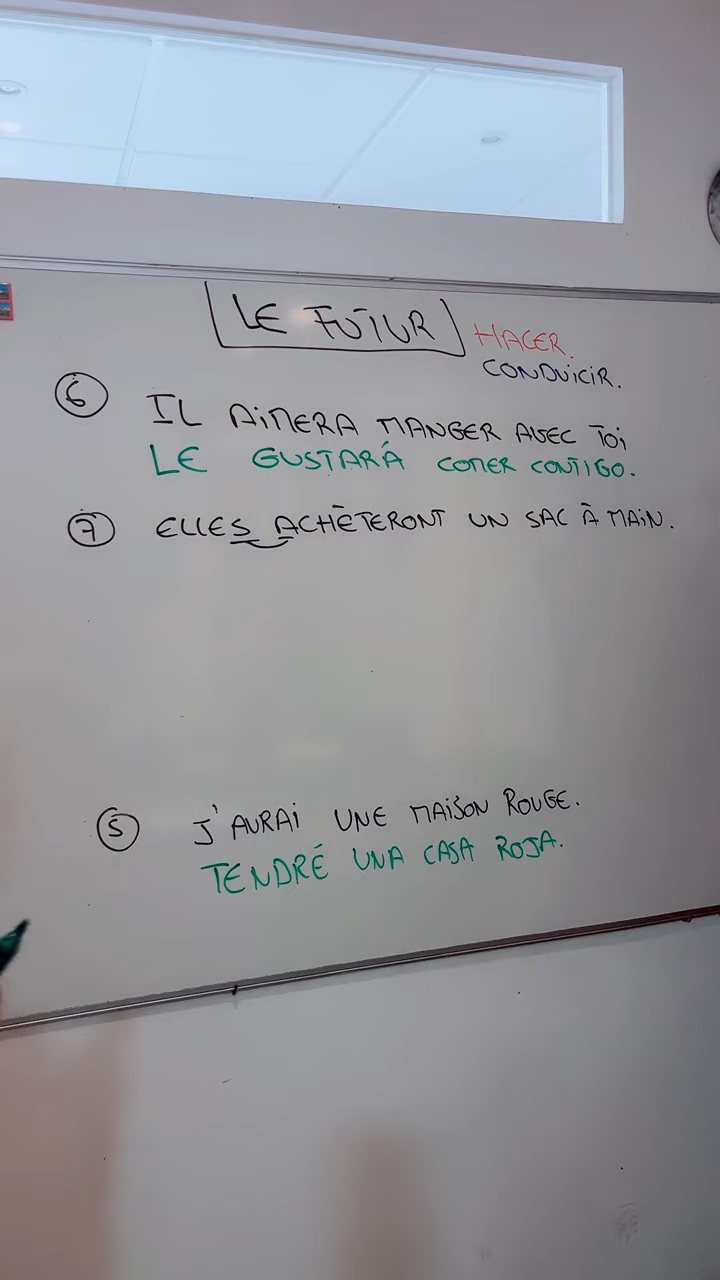 LE FUTUR
HACER.
CONDUICIR.
6 IL AIMERA MANGER AVEC TOI
LE GUSTARÁ COMER CONTIGO.
7 ELLES ACHÈTERONT UN SAC À MAIN.
5 J'AURAI UNE MAISON ROUGE.
TENDRÉ UNA CASA ROJA.